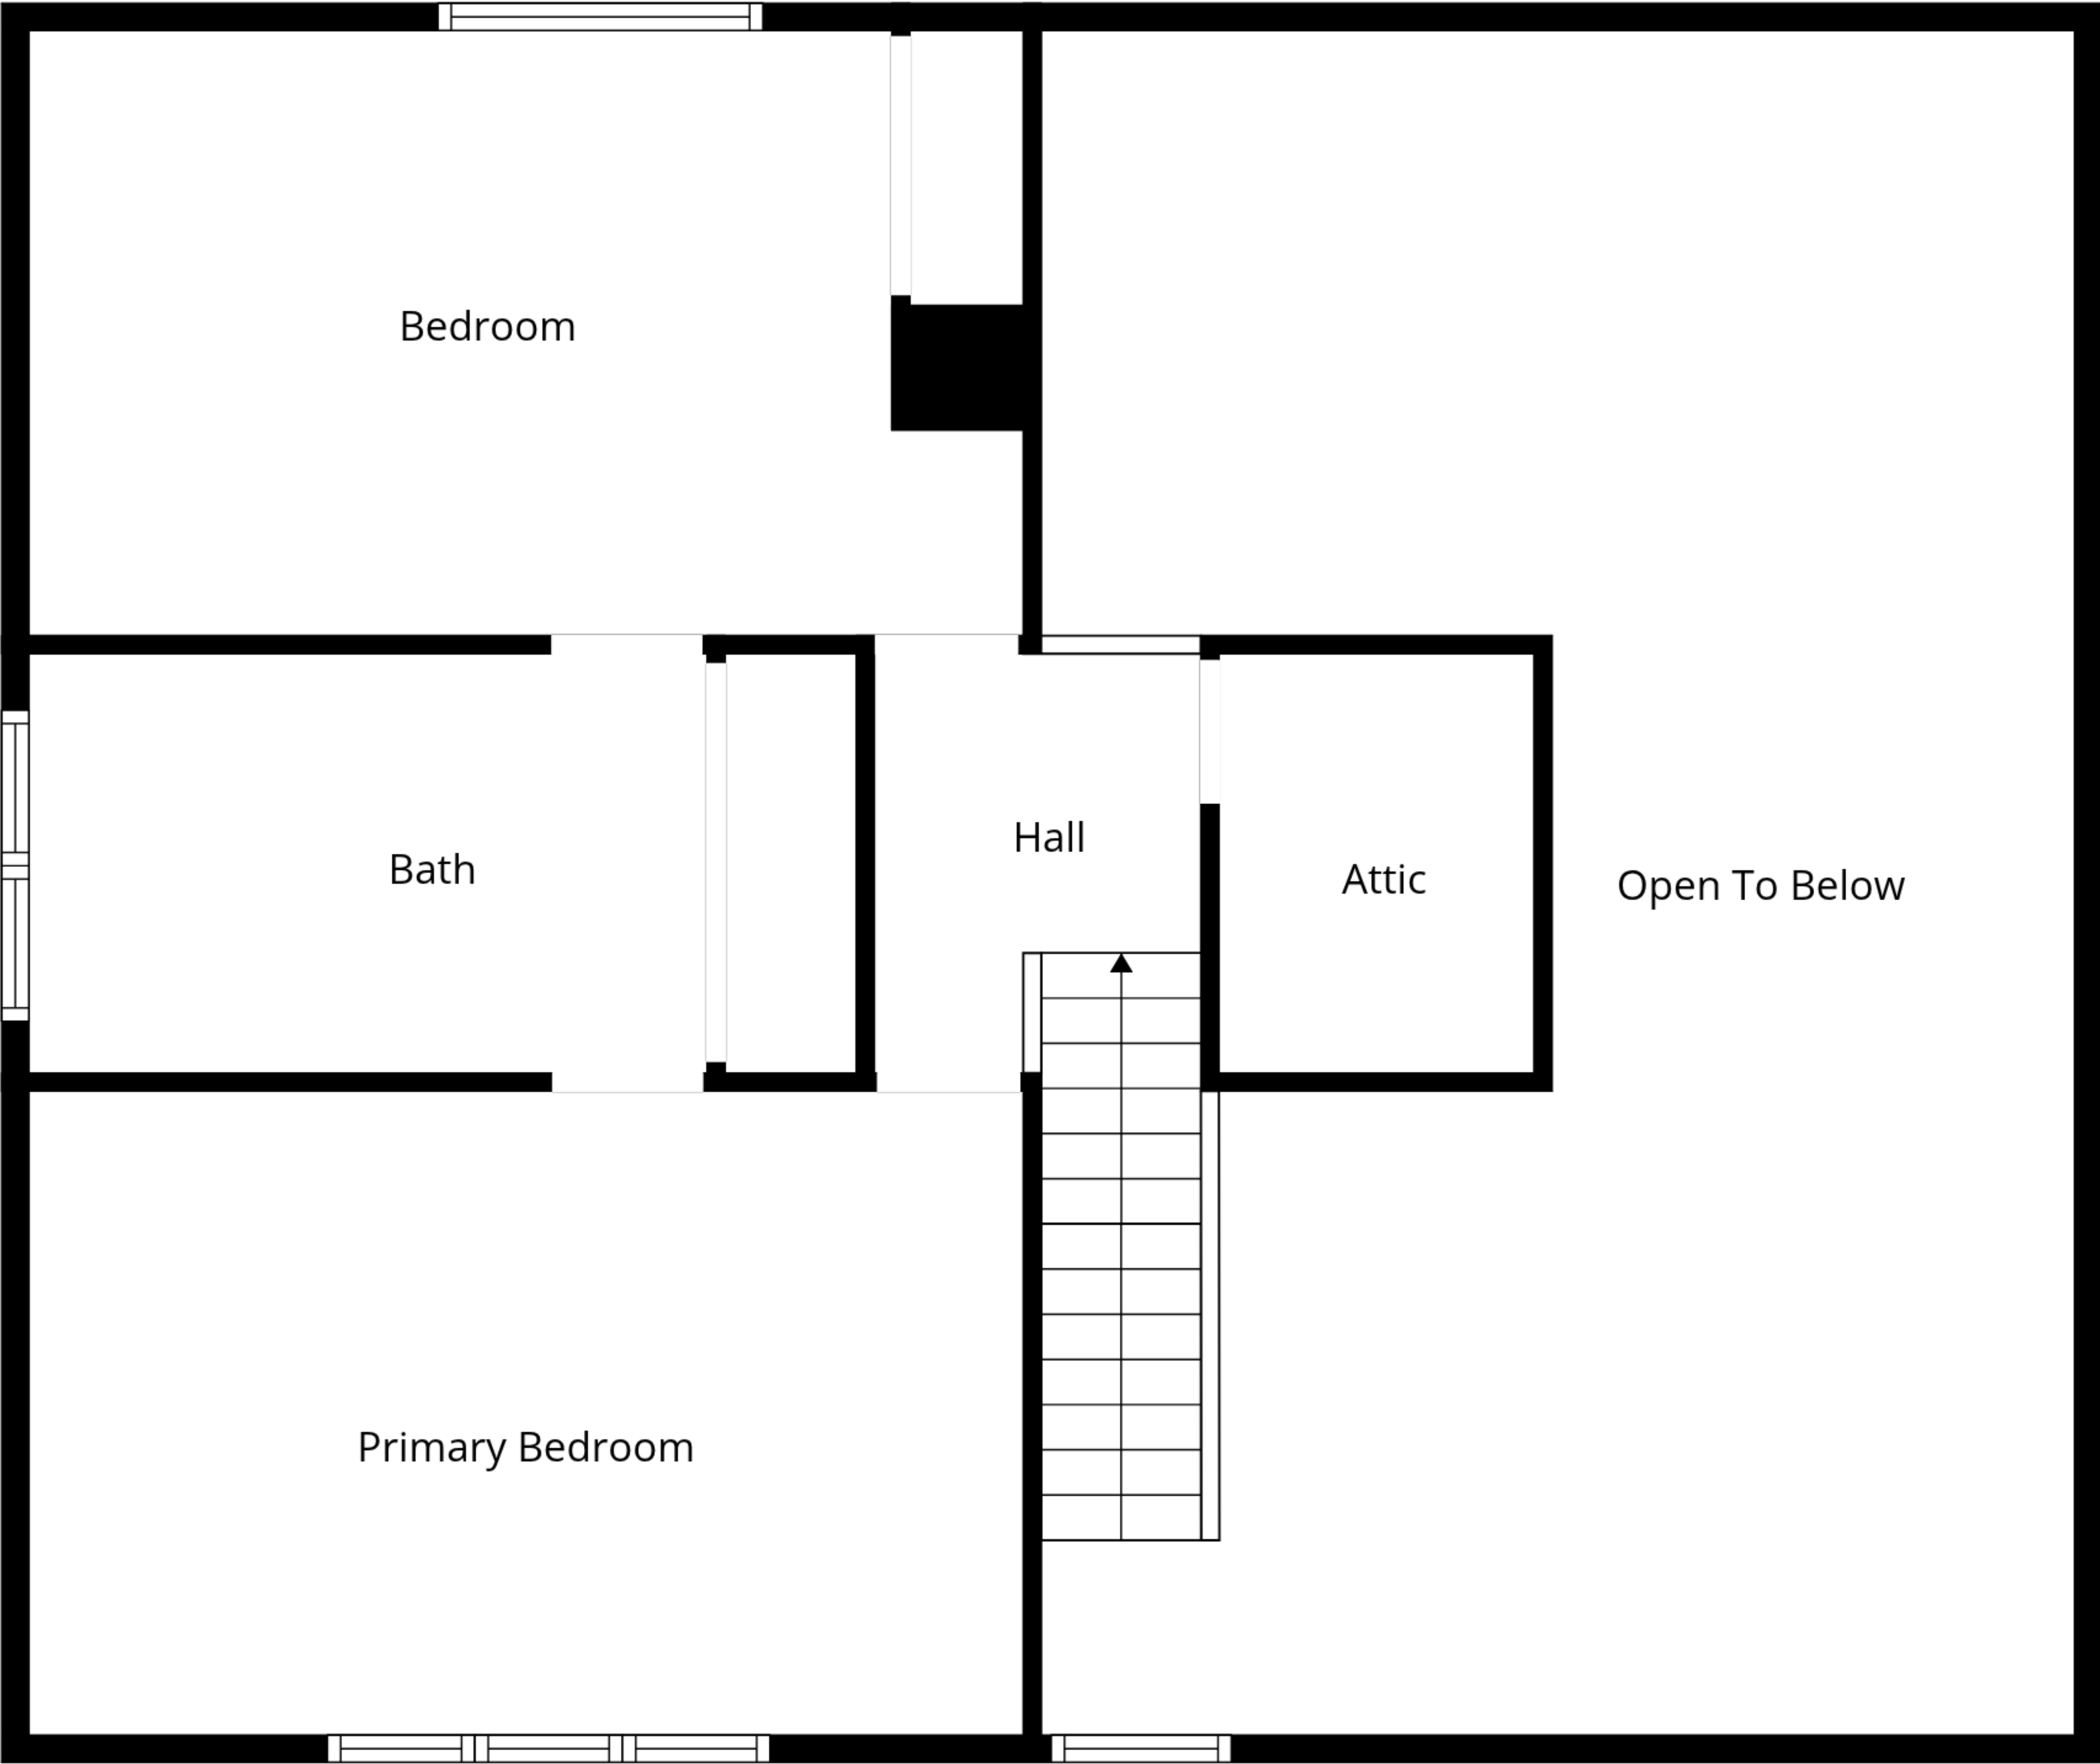 Bedroom
Hall
Bath
Attic
Open To Below
Primary Bedroom